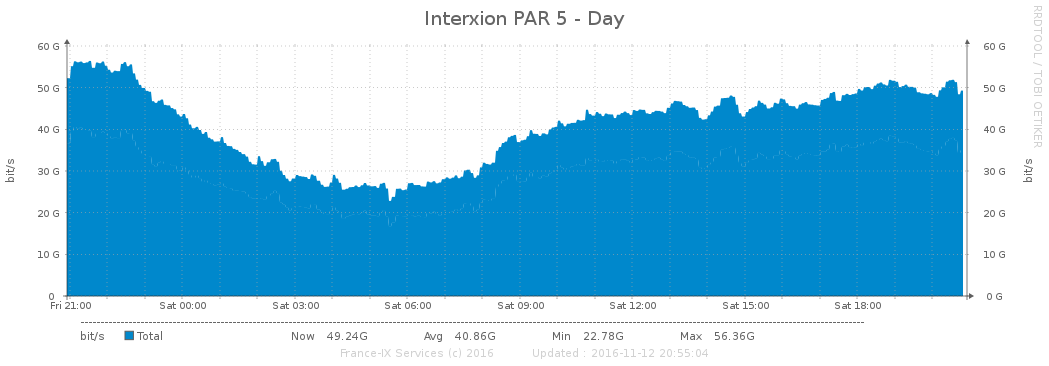 Interxion PAR 5 - Day
RRDTOOL / TOBI OETIKER
60 G 60 G
50 G 50 G
40 G 40 G
30 G 30 G
20 G 20 G
10 G 10 G
0 0 G
bit/s bit/s
Fri 21:00 Sat 00:00 Sat 03:00 Sat 06:00 Sat 09:00 Sat 12:00 Sat 15:00 Sat 18:00
bit/s Total Now 49.24G Avg 40.86G Min 22.78G Max 56.36G
France-IX Services (c) 2016 Updated : 2016-11-12 20:55:04